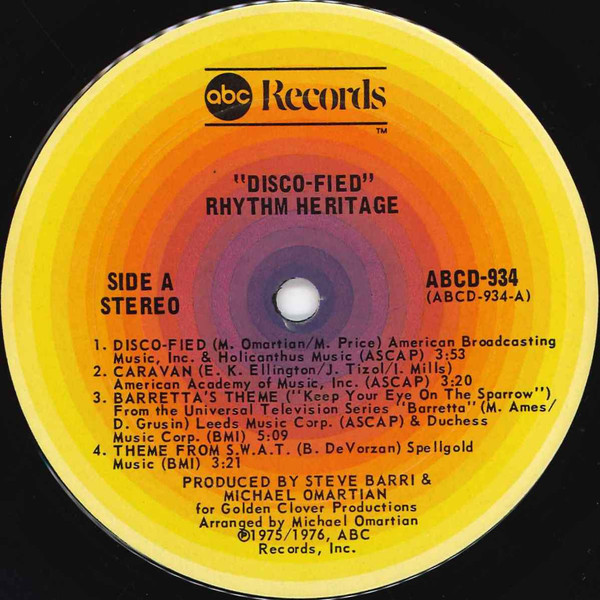 abc Records
TM
"DISCO-FIED"
RHYTHM HERITAGE
SIDE A
STEREO
ABCD-934
(ABCD-934-A)
1. DISCO-FIED (M. Omartian/M. Price) American Broadcasting
Music, Inc. & Holicanthus Music (ASCAP) 3:53
2. CARAVAN (E. K. Ellington/J. Tizol/I. Mills)
American Academy of Music, Inc. (ASCAP) 3:20
3. BARRETTA'S THEME ("Keep Your Eye On The Sparrow")
From the Universal Television Series "Barretta" (M. Ames/
D. Grusin) Leeds Music Corp. (ASCAP) & Duchess
Music Corp. (BMI) 5:09
4. THEME FROM S.W.A.T. (B. DeVorzan) Spellgold
Music (BMI) 3:21
PRODUCED BY STEVE BARRI &
MICHAEL OMARTIAN
for Golden Clover Productions
Arranged by Michael Omartian
℗1975/1976, ABC
Records, Inc.